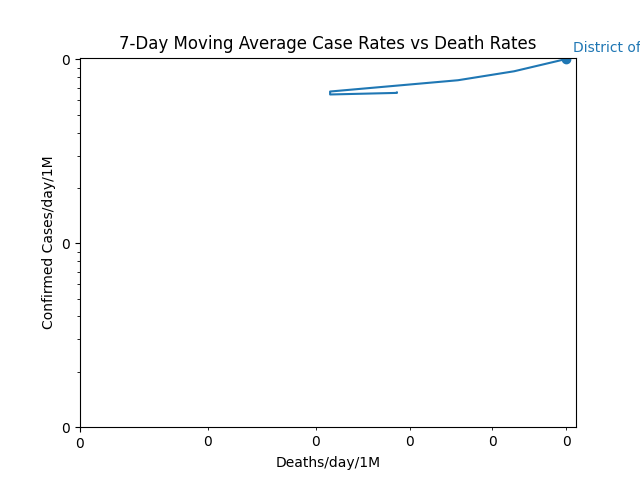 7-Day Moving Average Case Rates vs Death Rates
District of
0
0
0
Confirmed Cases/day/1M
0 0 0 0 0 0
Deaths/day/1M